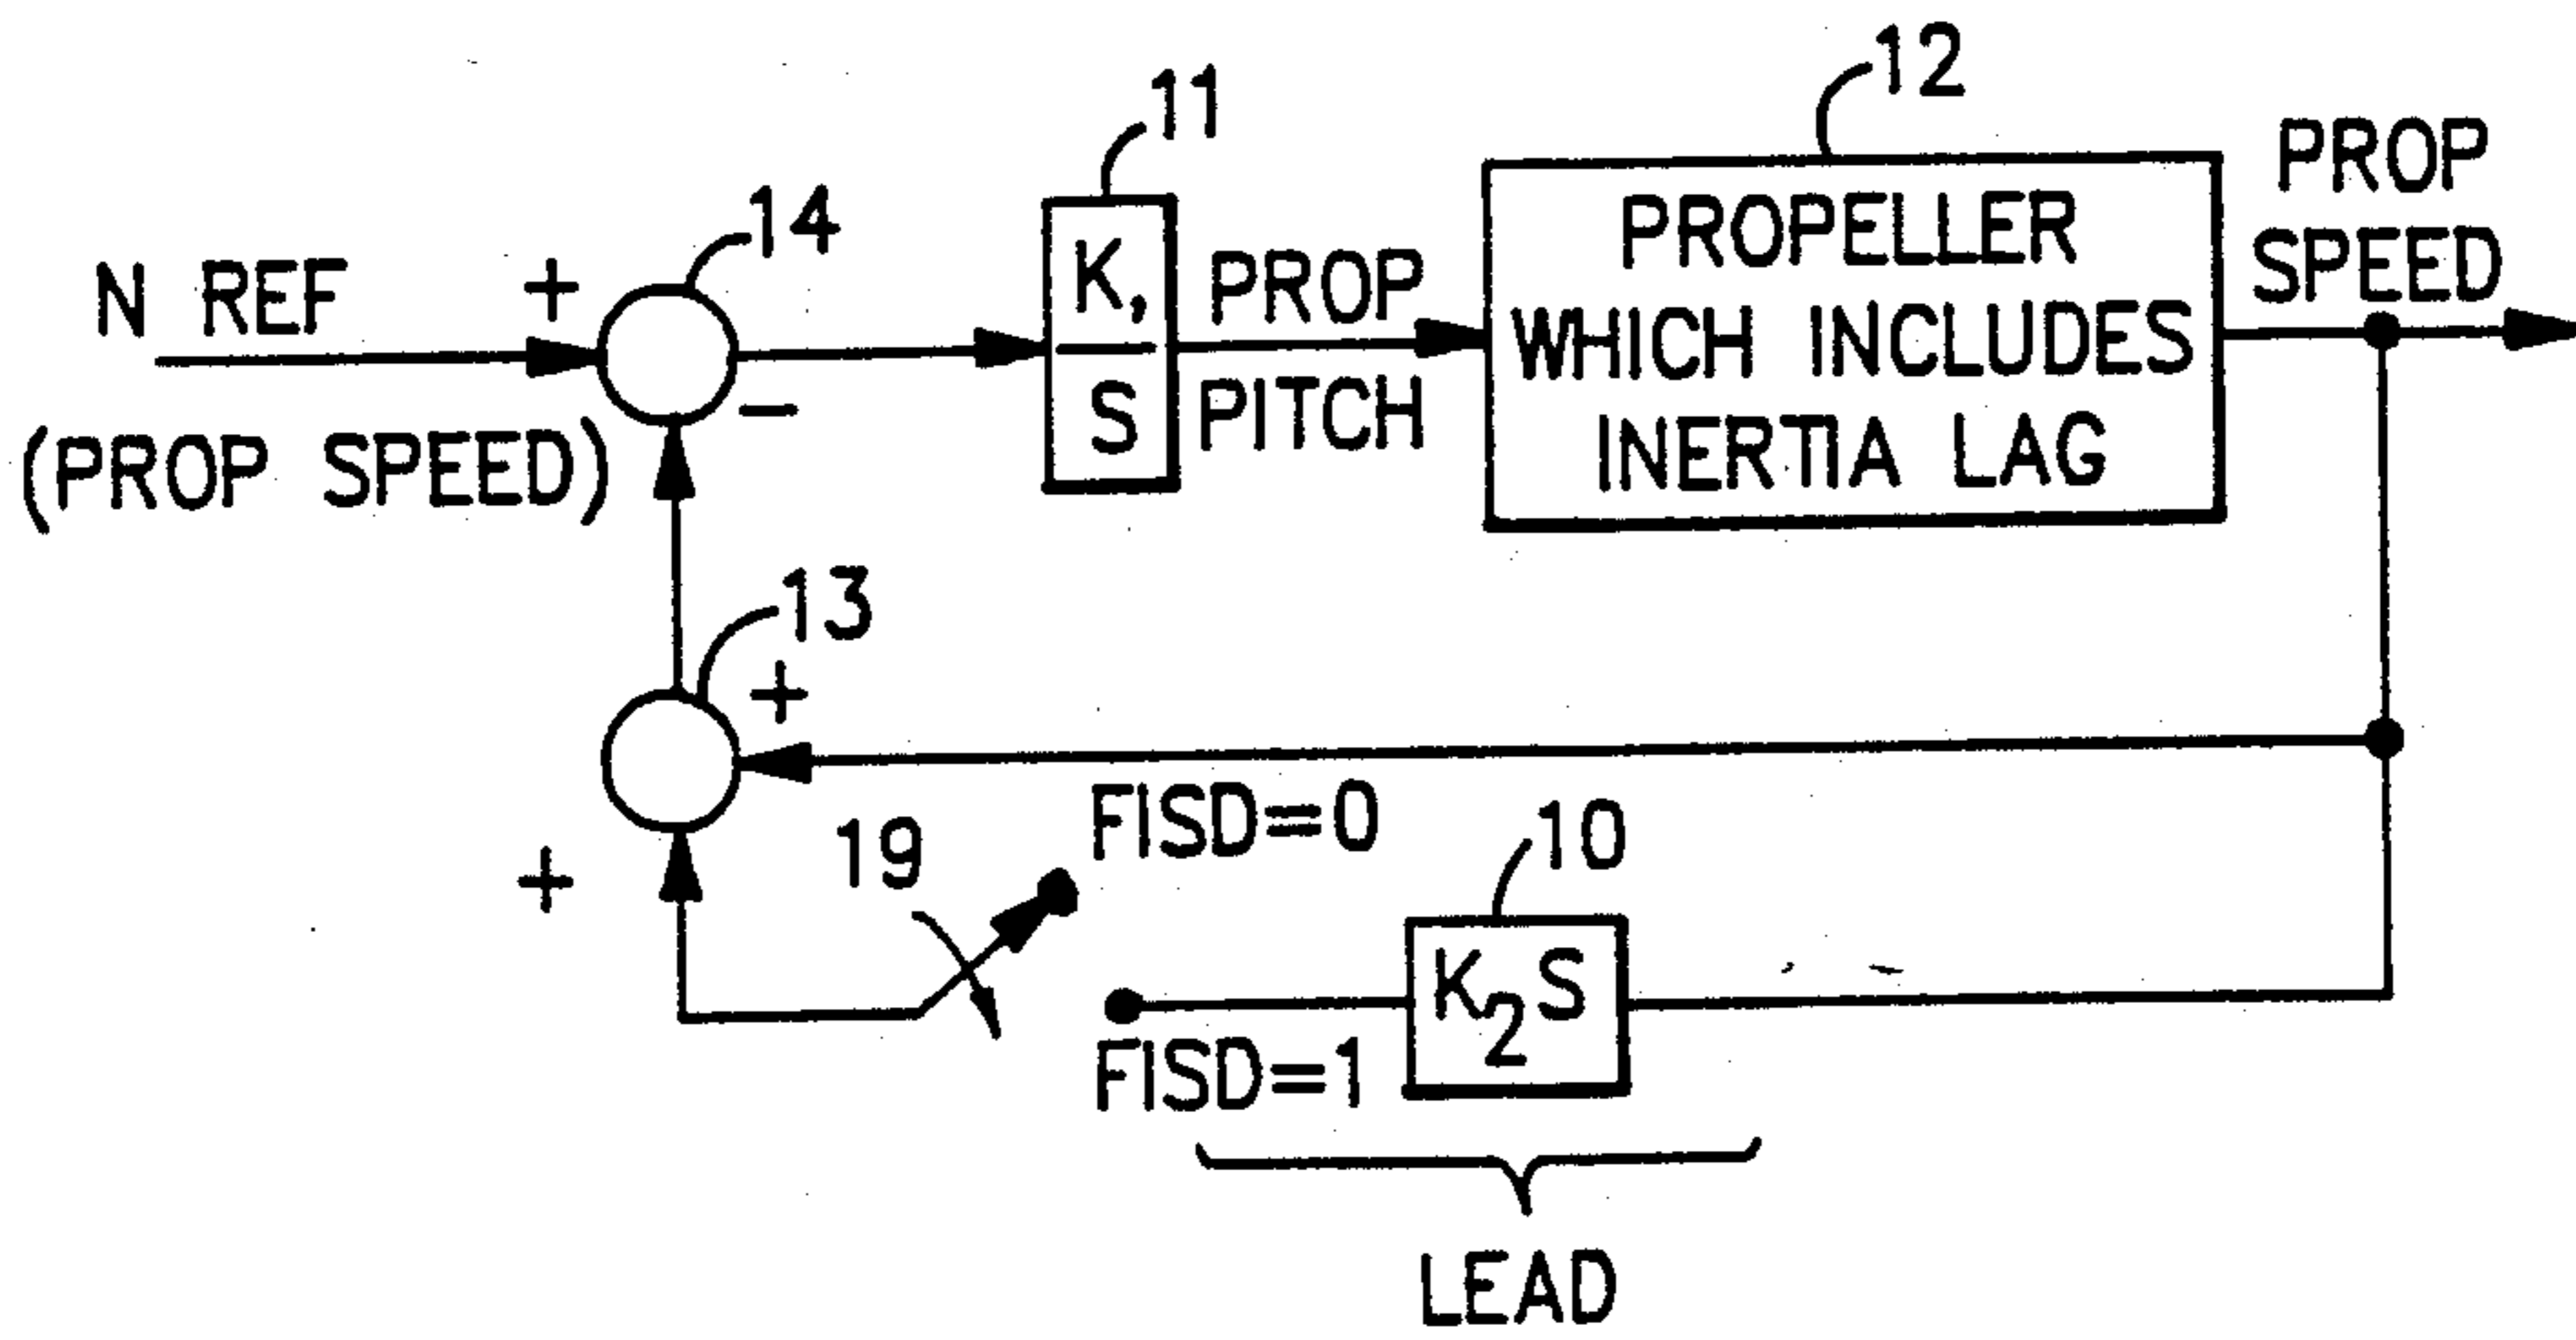 12
11
PROP
SPEED
14
N REF
+
(PROP SPEED)
-
K,
S
PROP
PITCH
PROPELLER
WHICH INCLUDES
INERTIA LAG
13
+
+
19
FISD=0
10
K2S
FISD=1
LEAD